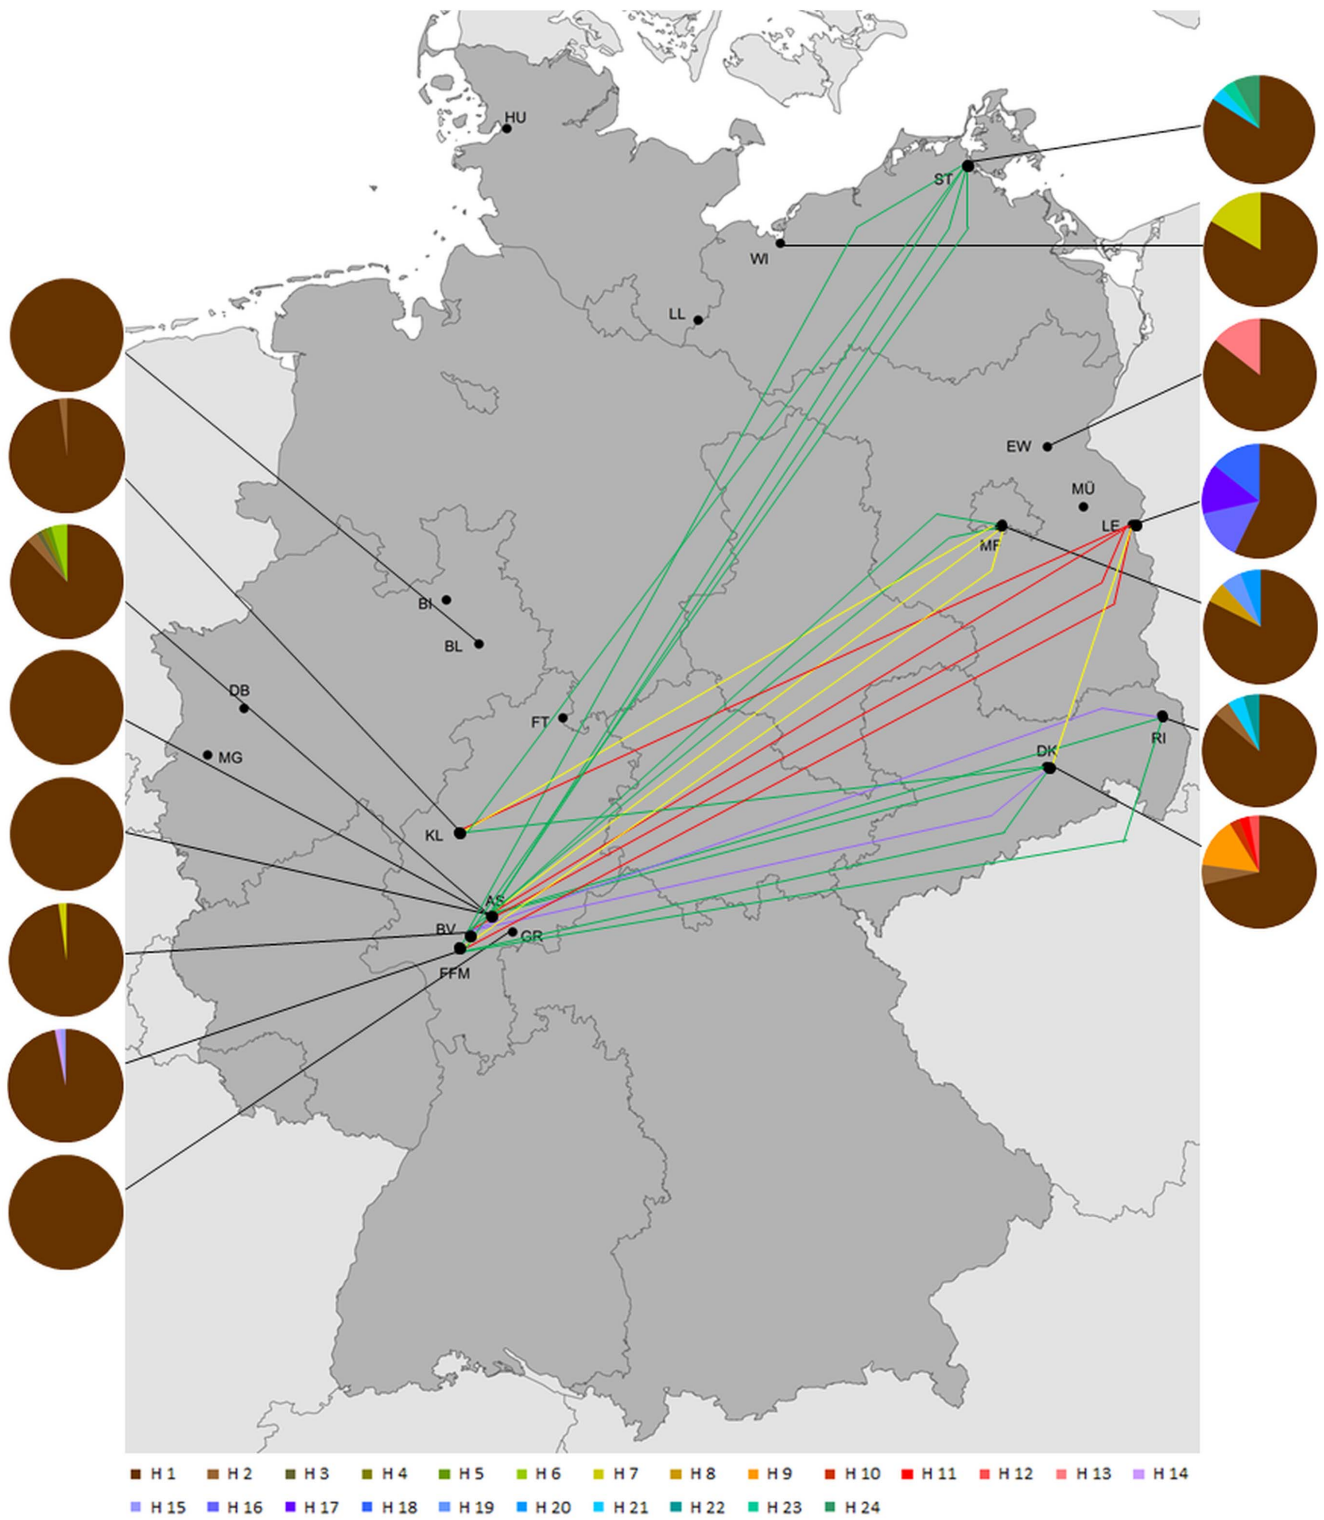 HU
ST
WI
LL
EW
MÜ
LE
MF
BI
BL
DB
FT
MG
RI
DK
KL
AS
BV
GR
FFM
H 1 H 2 H 3 H 4 H 5 H 6 H 7 H 8 H 9 H 10 H 11 H 12 H 13 H 14
H 15 H 16 H 17 H 18 H 19 H 20 H 21 H 22 H 23 H 24